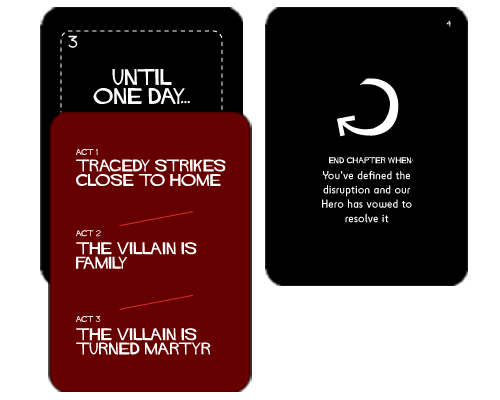 3
UNTIL
ONE DAY...
ACT 1
TRAGEDY STRIKES
CLOSE TO HOME
ACT 2
THE VILLAIN IS
FAMILY
ACT 3
THE VILLAIN IS
TURNED MARTYR
4
END CHAPTER WHEN:
You've defined the
disruption and our
Hero has vowed to
resolve it